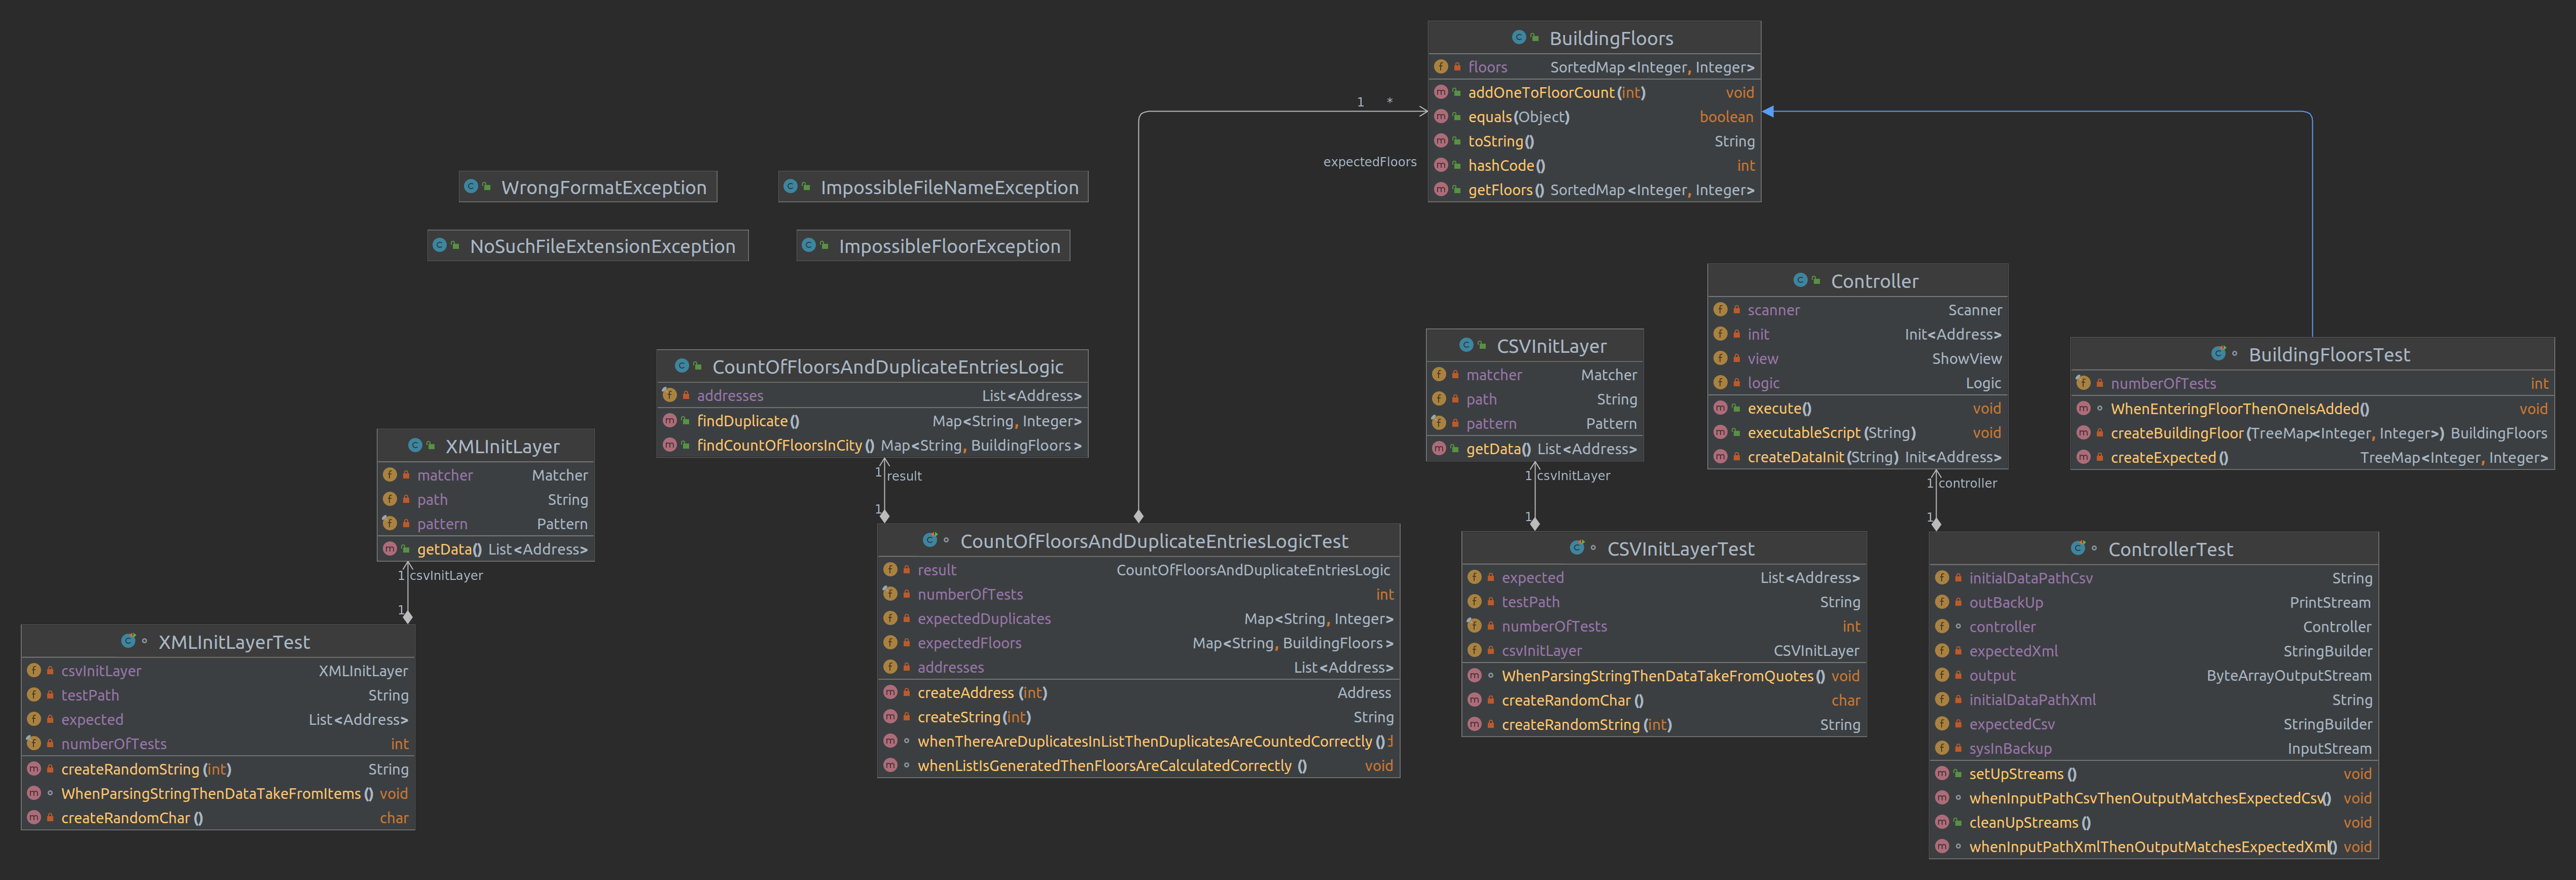 BuildingFloors
floors SortedMap<Integer, Integer>
addOneToFloorCount(int) void
equals(Object) boolean
toString() String
hashCode() int
getFloors() SortedMap<Integer, Integer>
1 *
expectedFloors
WrongFormatException
ImpossibleFileNameException
NoSuchFileExtensionException
ImpossibleFloorException
Controller
scanner Scanner
init Init<Address>
view ShowView
logic Logic
execute() void
executableScript(String) void
createDataInit(String) Init<Address>
1 controller
1
CSVInitLayer
matcher Matcher
path String
pattern Pattern
getData() List<Address>
1 csvInitLayer
1
BuildingFloorsTest
numberOfTests int
WhenEnteringFloorThenOneIsAdded() void
createBuildingFloor(TreeMap<Integer, Integer>) BuildingFloors
createExpected() TreeMap<Integer, Integer>
CountOfFloorsAndDuplicateEntriesLogic
addresses List<Address>
findDuplicate() Map<String, Integer>
findCountOfFloorsInCity() Map<String, BuildingFloors>
1 result
1
XMLInitLayer
matcher Matcher
path String
pattern Pattern
getData() List<Address>
1 csvInitLayer
1
XMLInitLayerTest
csvInitLayer XMLInitLayer
testPath String
expected List<Address>
numberOfTests int
createRandomString(int) String
WhenParsingStringThenDataTakeFromItems() void
createRandomChar() char
CountOfFloorsAndDuplicateEntriesLogicTest
result CountOfFloorsAndDuplicateEntriesLogic
numberOfTests int
expectedDuplicates Map<String, Integer>
expectedFloors Map<String, BuildingFloors>
addresses List<Address>
createAddress(int) Address
createString(int) String
whenThereAreDuplicatesInListThenDuplicatesAreCountedCorrectly()
whenListIsGeneratedThenFloorsAreCalculatedCorrectly() void
CSVInitLayerTest
expected List<Address>
testPath String
numberOfTests int
csvInitLayer CSVInitLayer
WhenParsingStringThenDataTakeFromQuotes() void
createRandomChar() char
createRandomString(int) String
ControllerTest
initialDataPathCsv String
outBackUp PrintStream
controller Controller
expectedXml StringBuilder
output ByteArrayOutputStream
initialDataPathXml String
expectedCsv StringBuilder
sysInBackup InputStream
setUpStreams() void
whenInputPathCsvThenOutputMatchesExpectedCsv() void
cleanUpStreams() void
whenInputPathXmlThenOutputMatchesExpectedXml() void